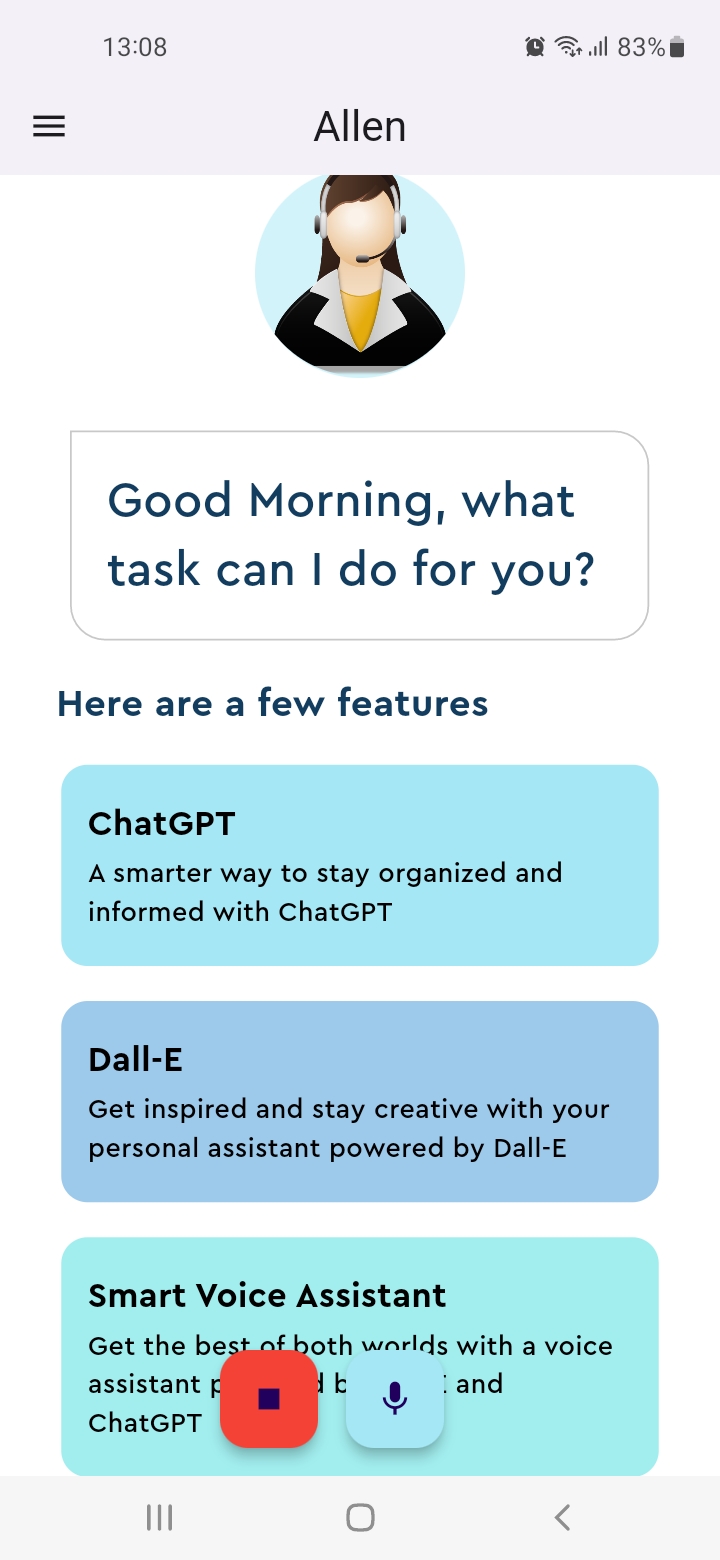 13:08
83%
Allen
Good Morning, what
task can I do for you?
Here are a few features
ChatGPT
A smarter way to stay organized and
informed with ChatGPT
Dall-E
Get inspired and stay creative with your
personal assistant powered by Dall-E
Smart Voice Assistant
Get the best of both worlds with a voice
assistant and
ChatGPT